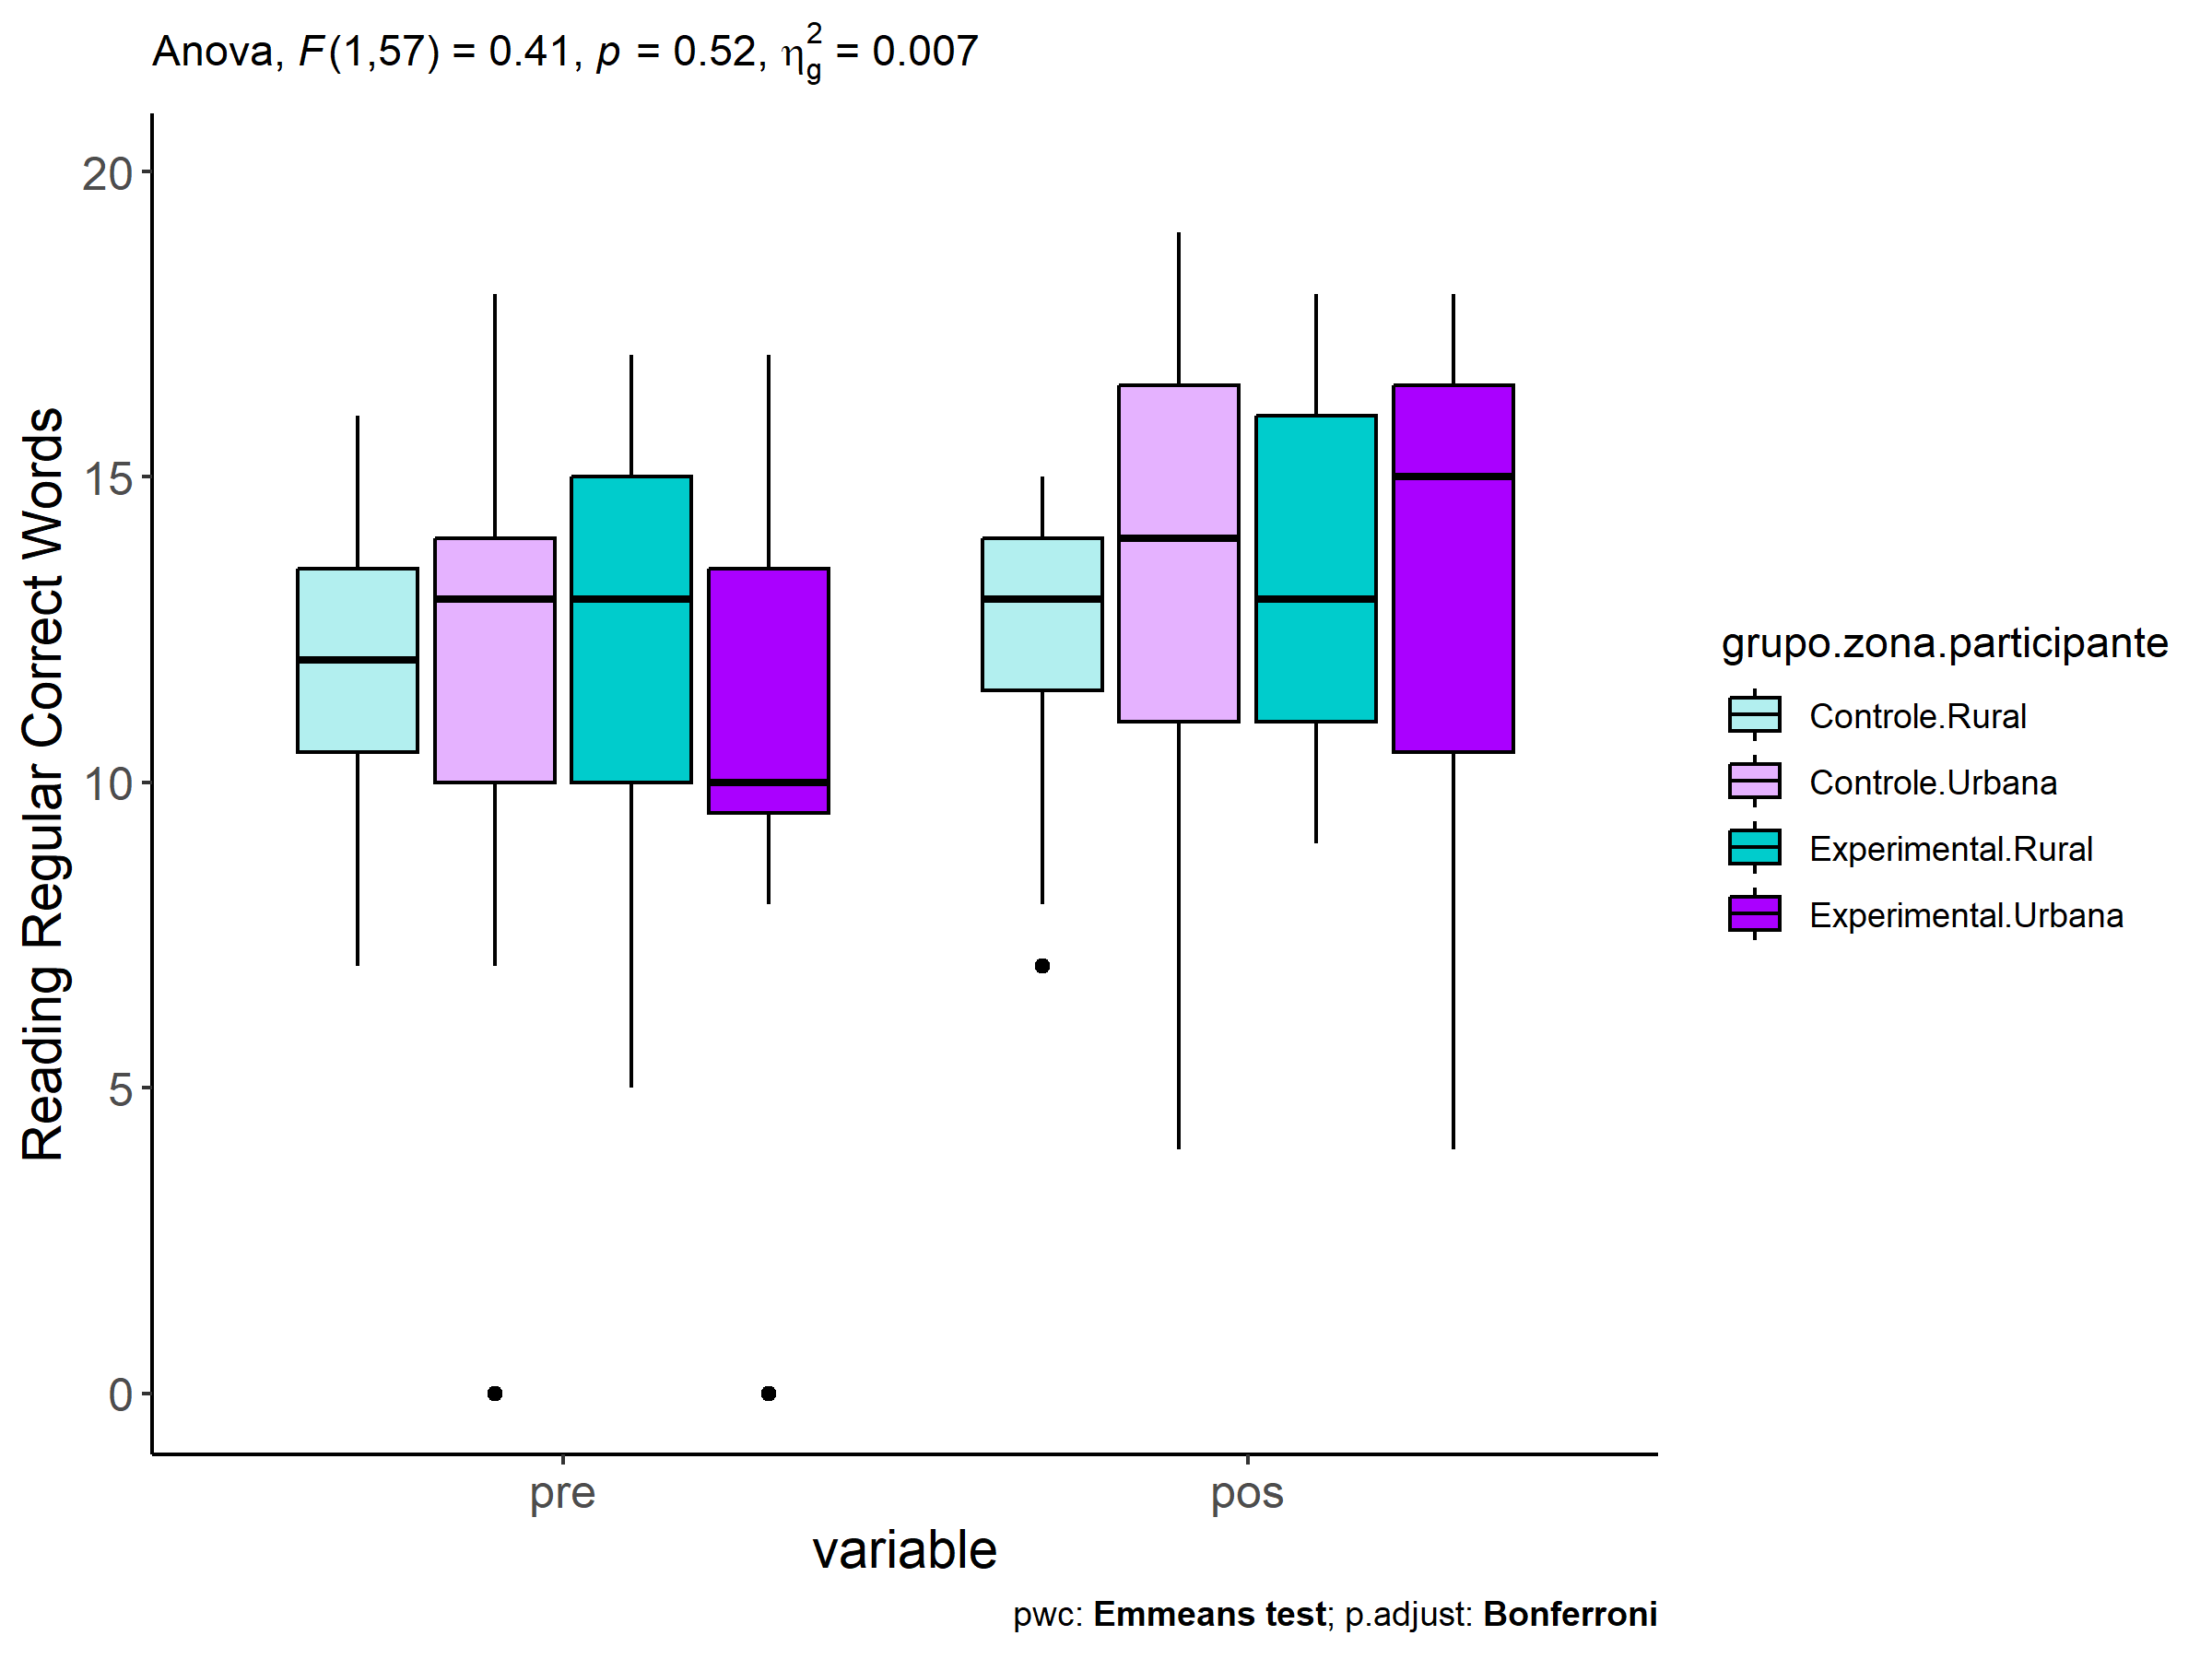 Anova, F(1,57) = 0.41, p = 0.52, η²g = 0.007
Reading Regular Correct Words
20
15
10
5
0
pre
pos
variable
grupo.zona.participante
Controle.Rural
Controle.Urbana
Experimental.Rural
Experimental.Urbana
pwc: Emmeans test; p.adjust: Bonferroni